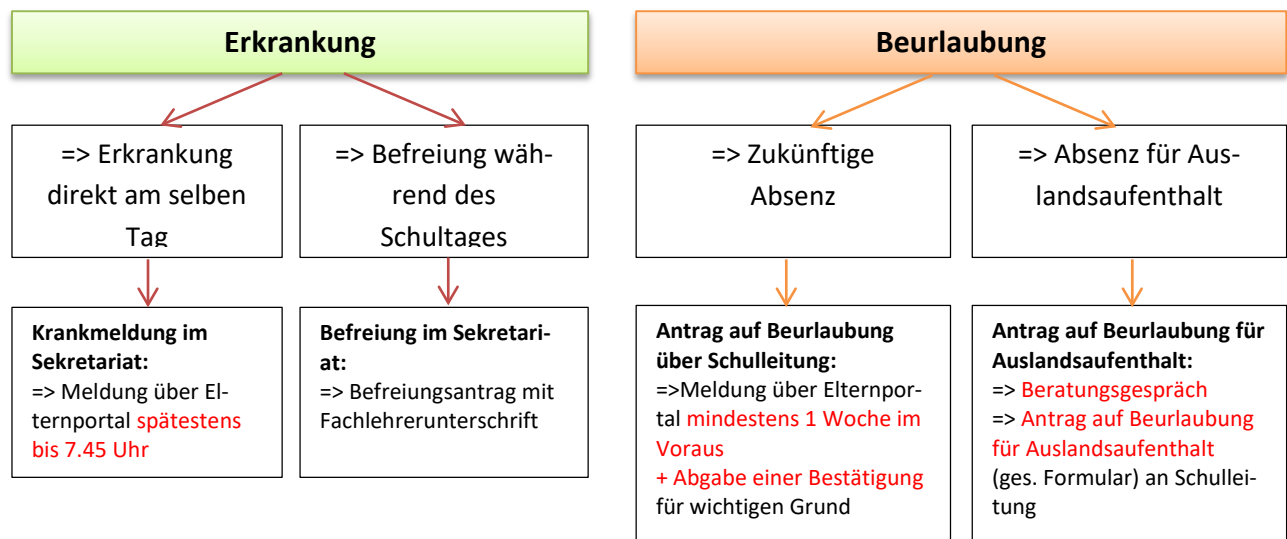 Erkrankung
=> Erkrankung
direkt am selben
Tag
=> Befreiung wäh-
rend des
Schultages
Krankmeldung im
Sekretariat:
=> Meldung über El-
ternportal spätestens
bis 7.45 Uhr
Befreiung im Sekretari-
at:
=> Befreiungsantrag mit
Fachlehrerunterschrift
Beurlaubung
=> Zukünftige
Absenz
=> Absenz für Aus-
landsaufenthalt
Antrag auf Beurlaubung
über Schulleitung:
=>Meldung über Elternpor-
tal mindestens 1 Woche im
Voraus
+ Abgabe einer Bestätigung
für wichtigen Grund
Antrag auf Beurlaubung für
Auslandsaufenthalt:
=> Beratungsgespräch
=> Antrag auf Beurlaubung
für Auslandsaufenthalt
(ges. Formular) an Schullei-
tung